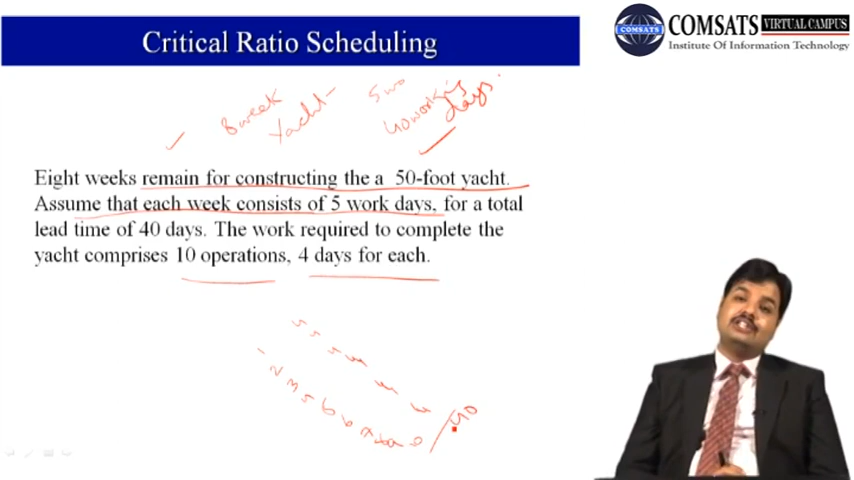 Critical Ratio Scheduling
COMSATS VIRTUAL CAMPUS
COMSATS Institute Of Information Technology
8 week
Yacht
5 wo
40 working
days.
Eight weeks remain for constructing the a 50-foot yacht.
Assume that each week consists of 5 work days, for a total
lead time of 40 days. The work required to complete the
yacht comprises 10 operations, 4 days for each.
5 5 5
40